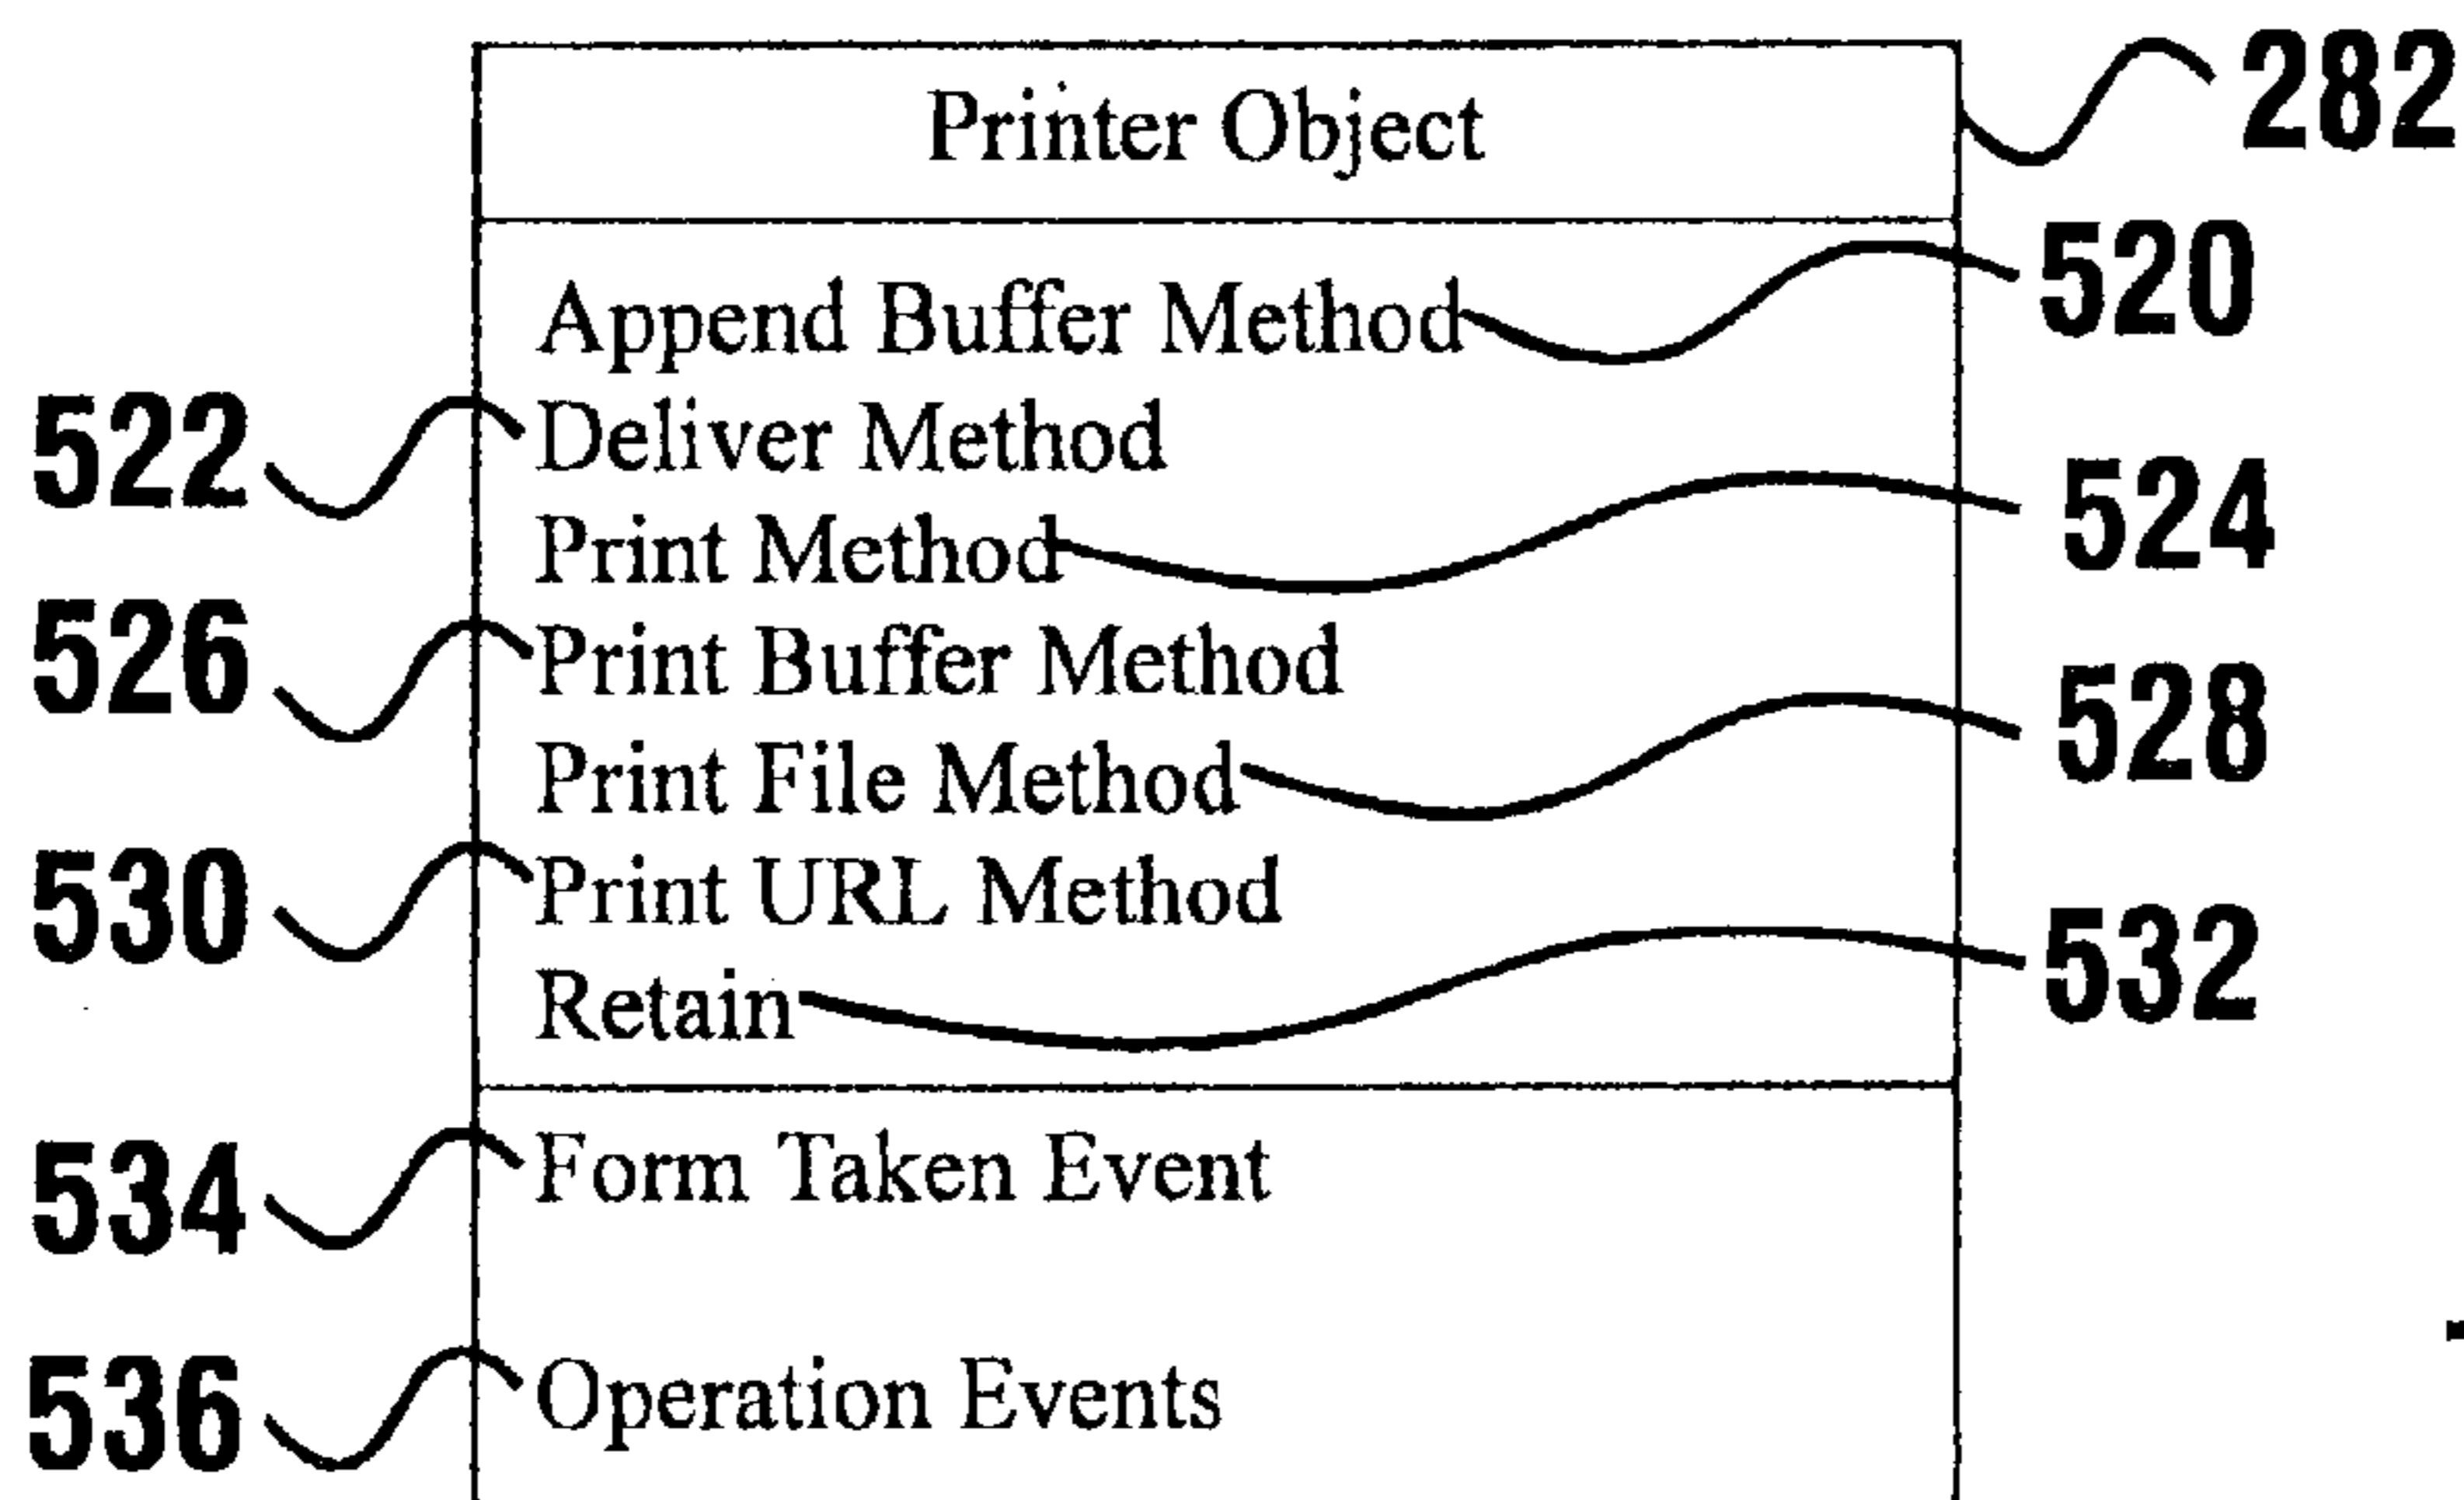 Printer Object 282
Append Buffer Method 520
522 Deliver Method
Print Method 524
526 Print Buffer Method
Print File Method 528
530 Print URL Method
Retain 532
534 Form Taken Event
536 Operation Events